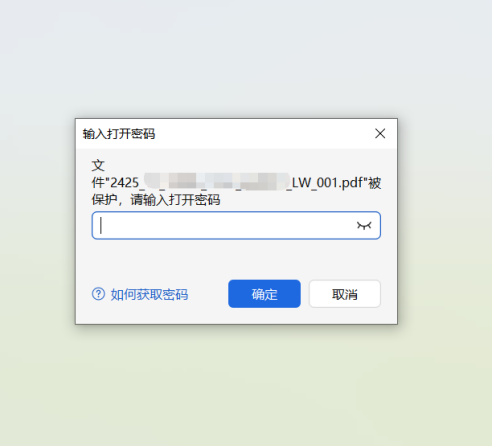 输入打开密码
文
件"2425_ _LW_001.pdf"被
保护，请输入打开密码
如何获取密码
确定
取消